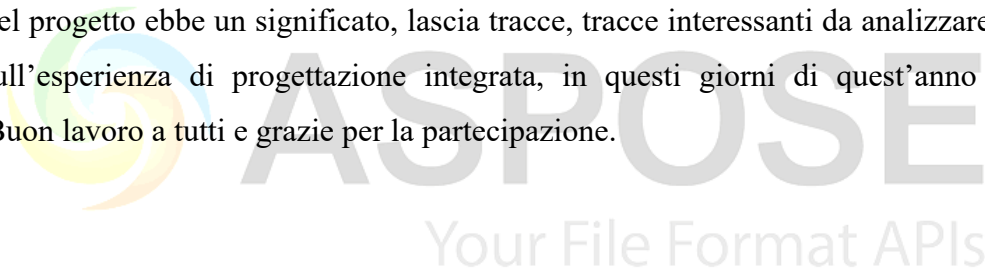 el progetto ebbe un significato, lascia tracce, tracce interessanti da analizzare
ull’esperienza di progettazione integrata, in questi giorni di quest’anno
Buon lavoro a tutti e grazie per la partecipazione.
ASPOSE
Your File Format APIs